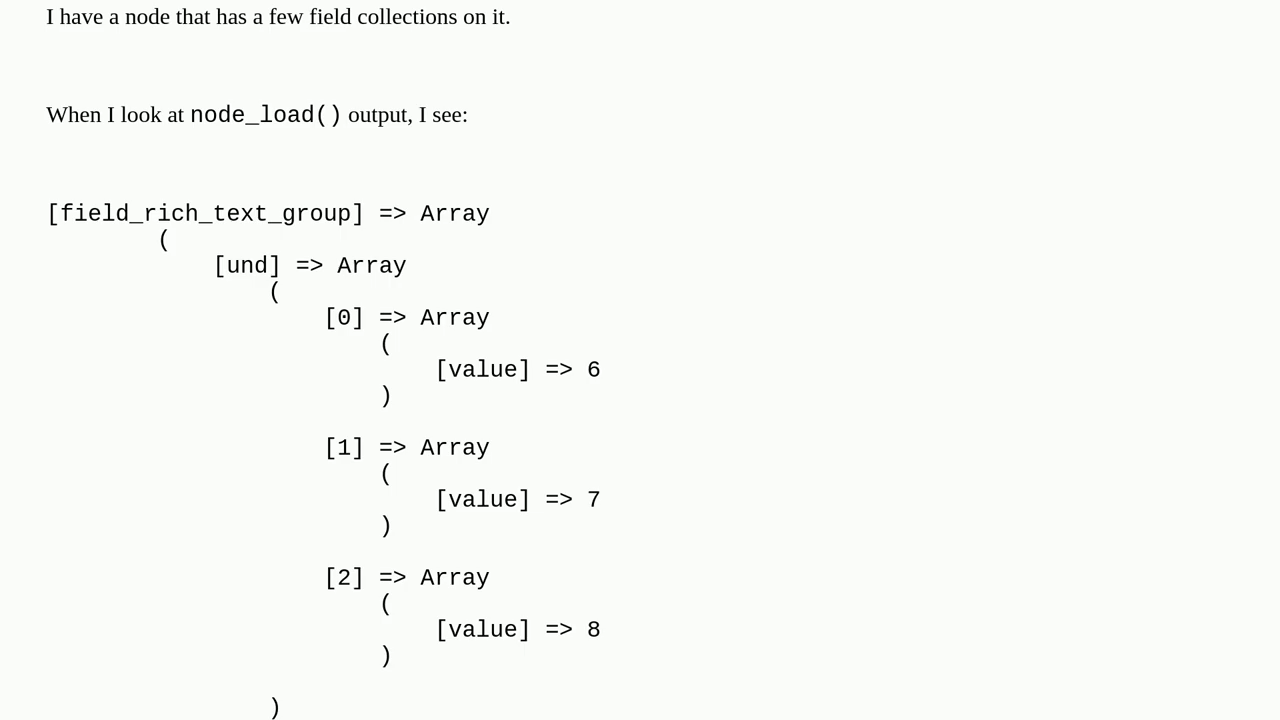 I have a node that has a few field collections on it.
When I look at node_load() output, I see:
[field_rich_text_group] => Array
(
[und] => Array
(
[0] => Array
(
[value] => 6
)
[1] => Array
(
[value] => 7
)
[2] => Array
(
[value] => 8
)
)